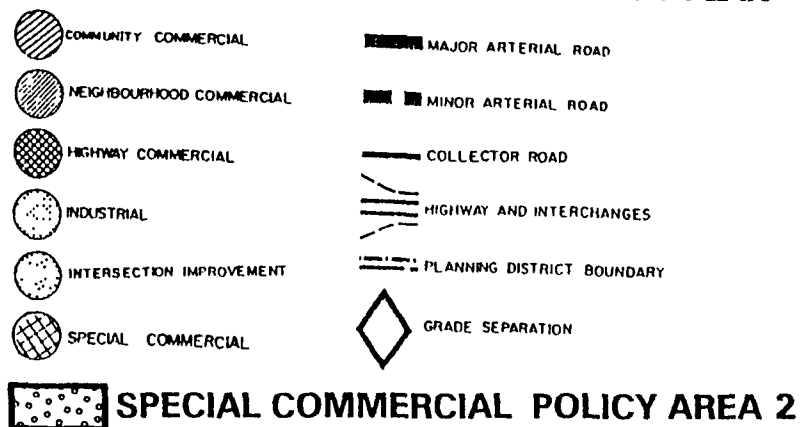 COMMUNITY COMMERCIAL
NEIGHBOURHOOD COMMERCIAL
HIGHWAY COMMERCIAL
INDUSTRIAL
INTERSECTION IMPROVEMENT
SPECIAL COMMERCIAL
MAJOR ARTERIAL ROAD
MINOR ARTERIAL ROAD
COLLECTOR ROAD
HIGHWAY AND INTERCHANGES
PLANNING DISTRICT BOUNDARY
GRADE SEPARATION
SPECIAL COMMERCIAL POLICY AREA 2